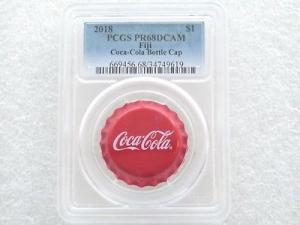 2018 $1
PCGS PR68DCAM
Fiji
Coca-Cola Bottle Cap
669456.68/34749619
Coca-Cola